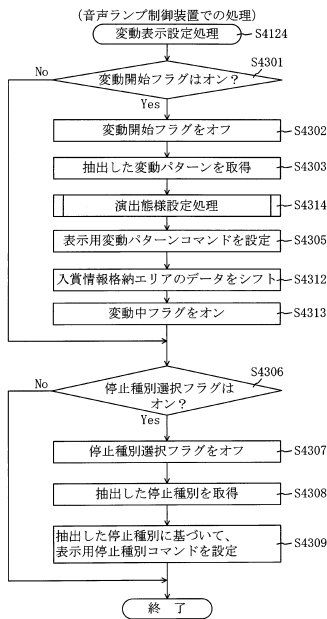 (音声ランプ制御装置での処理)
変動表示設定処理
S4124
S4301
変動開始フラグはオン?
No
Yes
変動開始フラグをオフ
S4302
抽出した変動パターンを取得
S4303
演出態様設定処理
S4314
表示用変動パターンコマンドを設定
S4305
入賞情報格納エリアのデータをシフト
S4312
変動中フラグをオン
S4313
S4306
停止種別選択フラグは
オン?
No
Yes
停止種別選択フラグをオフ
S4307
抽出した停止種別を取得
S4308
抽出した停止種別に基づいて、
表示用停止種別コマンドを設定
S4309
終 了